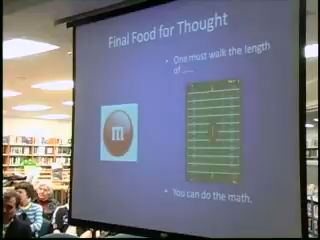 Final Food for Thought
• One must walk the length
of .....
m
• You can do the math.